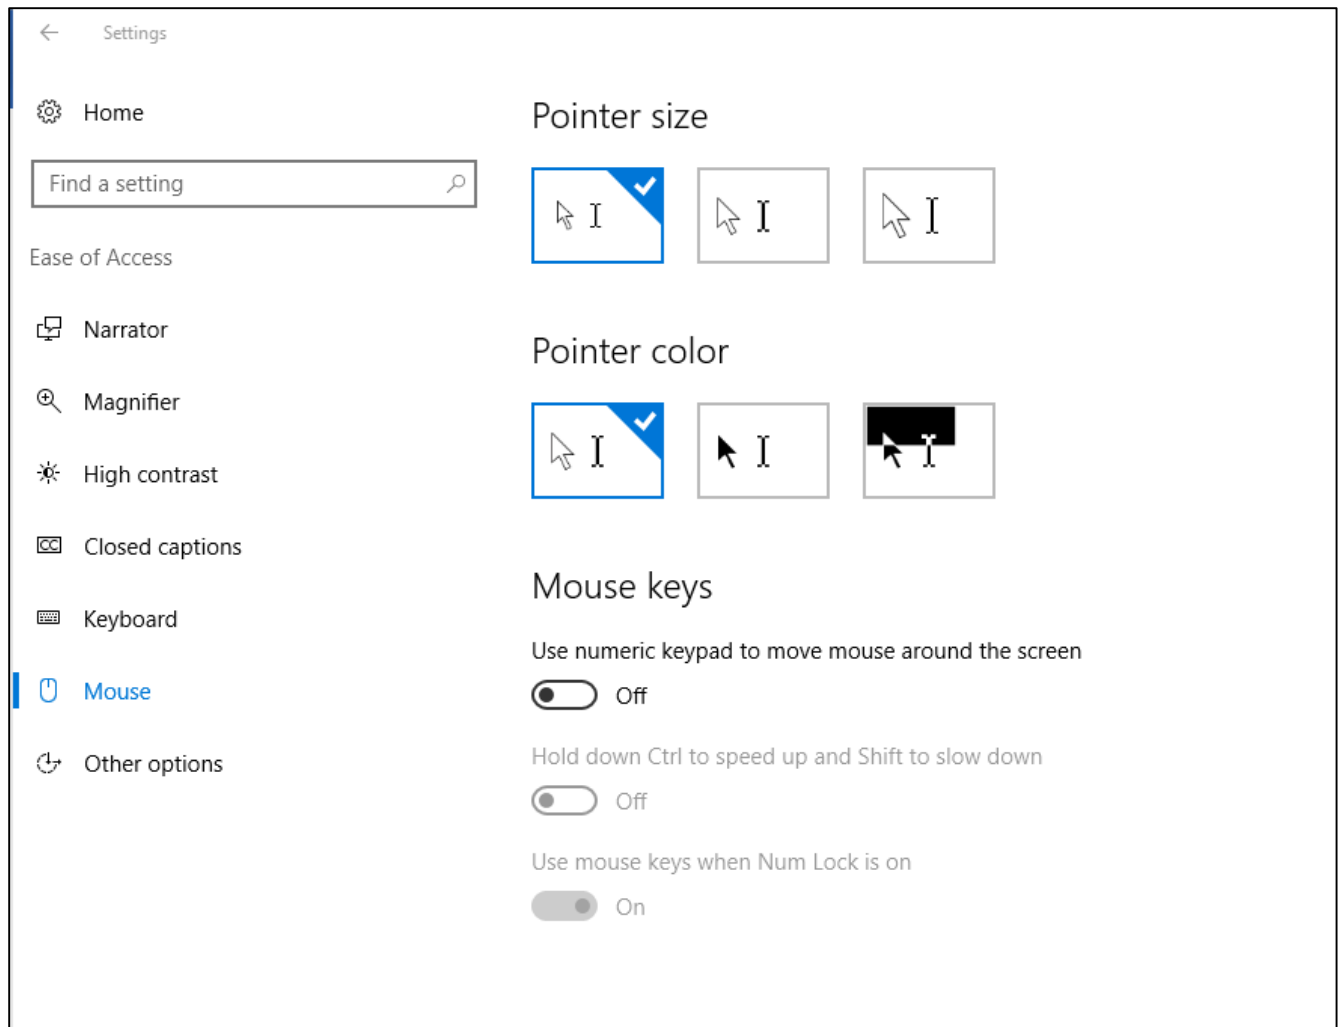 Settings
Home
Find a setting
Ease of Access
Narrator
Magnifier
High contrast
CC Closed captions
Keyboard
Mouse
Other options
Pointer size
Pointer color
Mouse keys
Use numeric keypad to move mouse around the screen
Off
Hold down Ctrl to speed up and Shift to slow down
Off
Use mouse keys when Num Lock is on
On